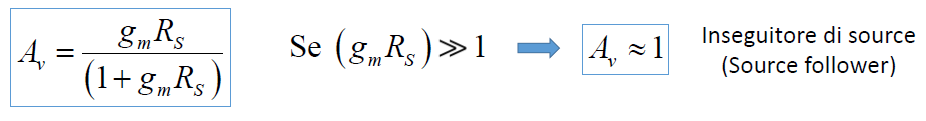 A_v = g_m R_S / (1 + g_m R_S)
Se (g_m R_S) ≫ 1
A_v ≈ 1
Inseguitore di source
(Source follower)